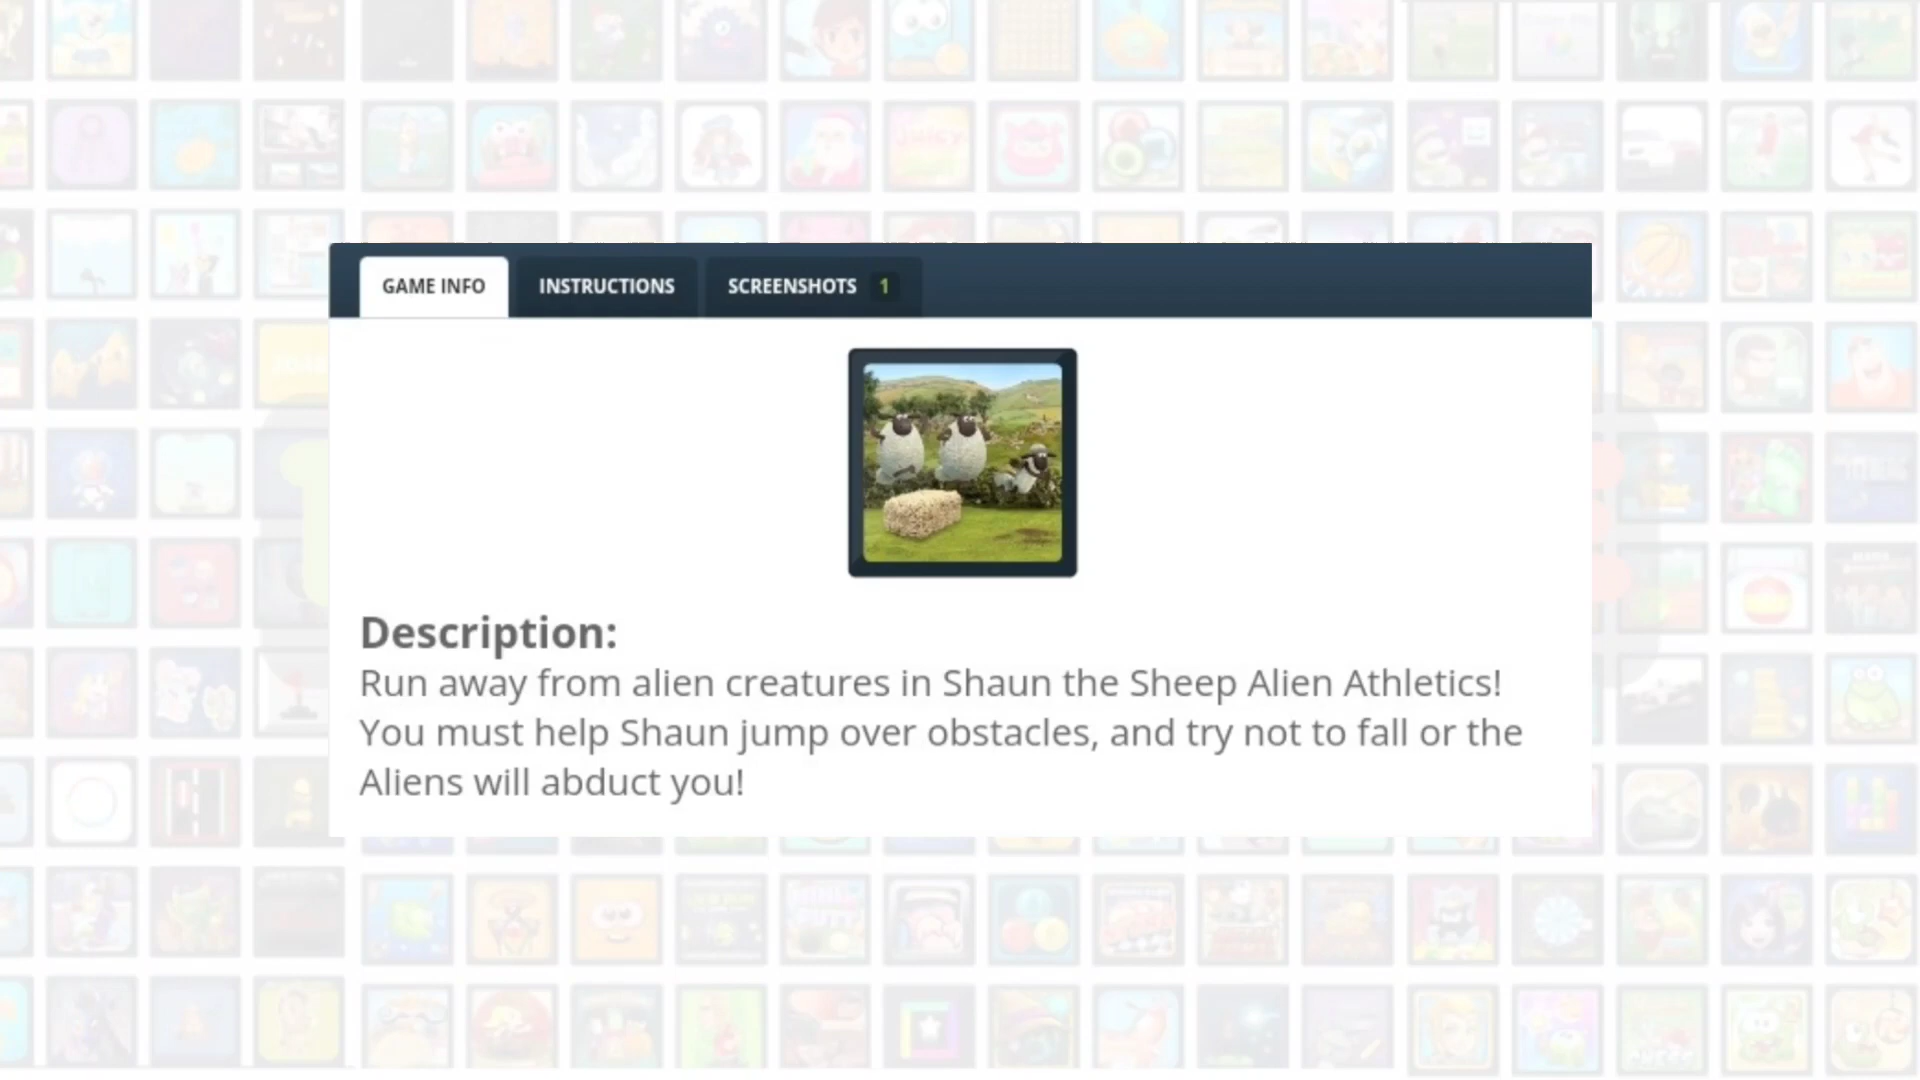 GAME INFO
INSTRUCTIONS
SCREENSHOTS 1
Description:
Run away from alien creatures in Shaun the Sheep Alien Athletics!
You must help Shaun jump over obstacles, and try not to fall or the
Aliens will abduct you!